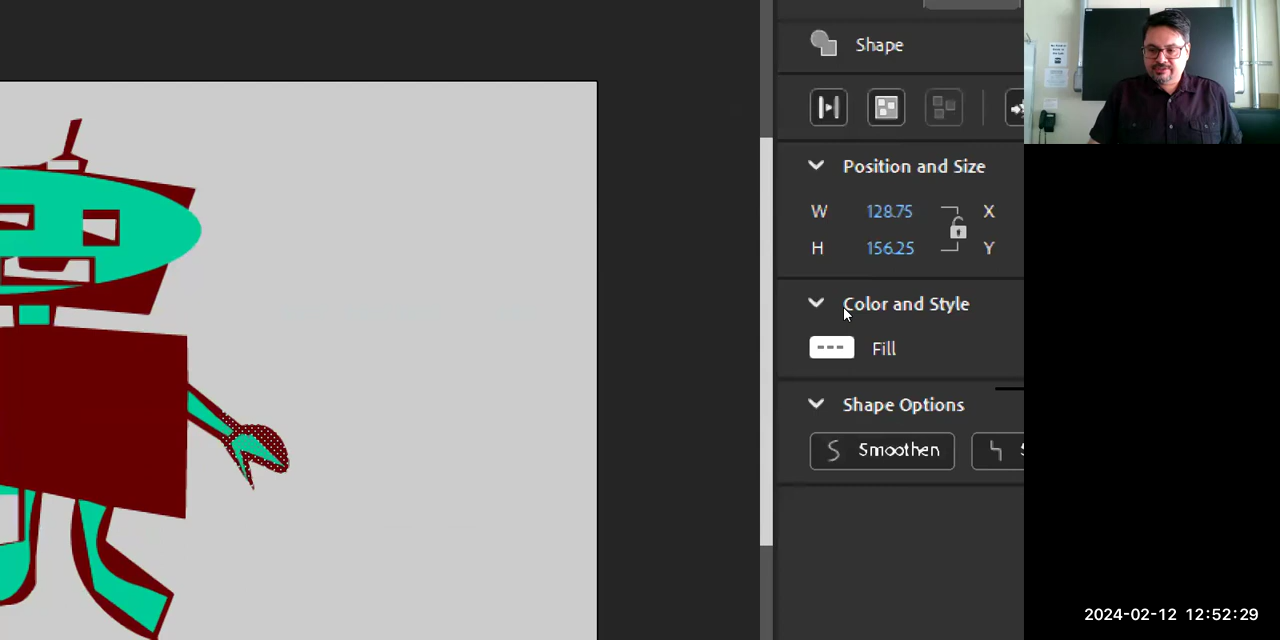 Shape
Position and Size
W 128.75 X
H 156.25 Y
Color and Style
Fill
Shape Options
Smoothen
2024-02-12 12:52:29